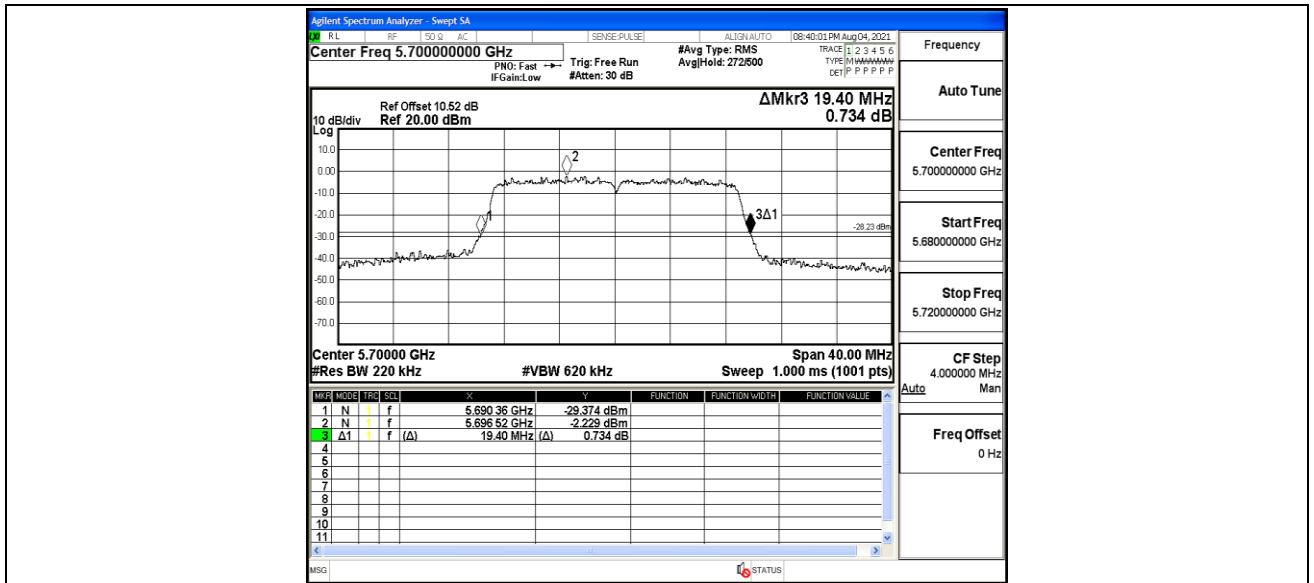 Agilent Spectrum Analyzer - Swept SA
LXI RL RF 50 Ω AC SENSE:PULSE ALIGN AUTO 08:40:01 PM Aug 04, 2021
Center Freq 5.700000000 GHz
PNO: Fast
IFGain:Low
Trig: Free Run
#Atten: 30 dB
#Avg Type: RMS
Avg|Hold: 272/500
TRACE 1 2 3 4 5 6
TYPE M
DET P P P P P P
Frequency
Auto Tune
Center Freq
5.700000000 GHz
Start Freq
5.680000000 GHz
Stop Freq
5.720000000 GHz
CF Step
4.000000 MHz
Auto Man
Freq Offset
0 Hz
ΔMkr3 19.40 MHz
0.734 dB
Ref Offset 10.52 dB
10 dB/div Ref 20.00 dBm
Log
10.0
0.00
-10.0
-20.0
-30.0
-40.0
-50.0
-60.0
-70.0
2
1
3Δ1
-28.23 dBm
Center 5.70000 GHz Span 40.00 MHz
#Res BW 220 kHz #VBW 620 kHz Sweep 1.000 ms (1001 pts)
MKR MODE TRC SCL X Y FUNCTION FUNCTION WIDTH FUNCTION VALUE
1 N 1 f 5.690 36 GHz -29.374 dBm
2 N 1 f 5.696 52 GHz -2.229 dBm
3 Δ1 1 f (Δ) 19.40 MHz (Δ) 0.734 dB
4
5
6
7
8
9
10
11
MSG STATUS